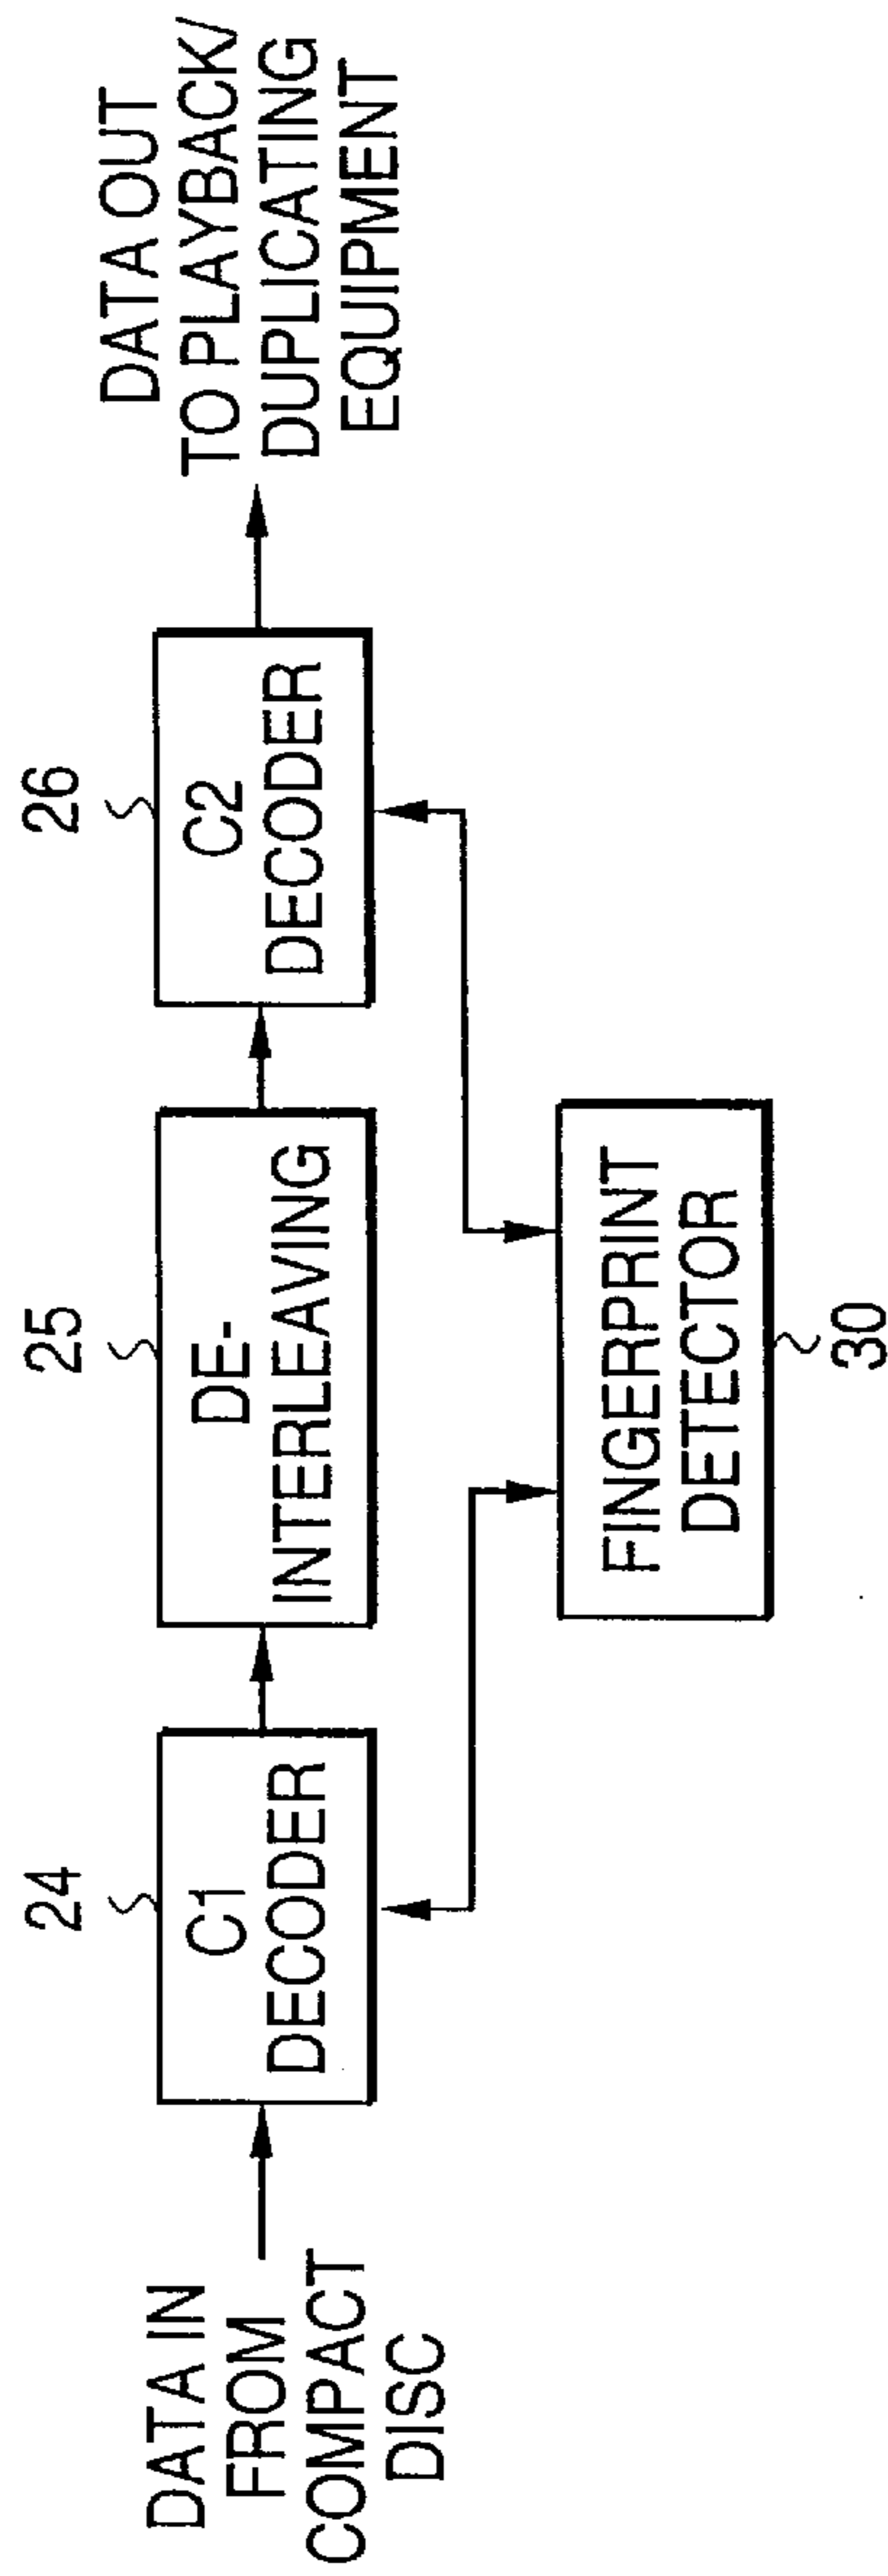 DATA IN
FROM
COMPACT
DISC
24
C1
DECODER
25
DE-
INTERLEAVING
26
C2
DECODER
DATA OUT
TO PLAYBACK/
DUPLICATING
EQUIPMENT
FINGERPRINT
DETECTOR
30